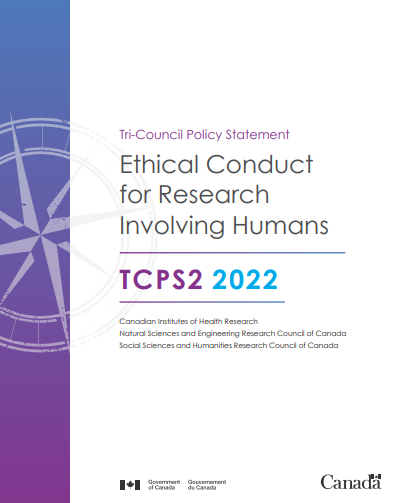 Tri-Council Policy Statement
Ethical Conduct
for Research
Involving Humans
TCPS2 2022
Canadian Institutes of Health Research
Natural Sciences and Engineering Research Council of Canada
Social Sciences and Humanities Research Council of Canada
Government of Canada
Gouvernement du Canada
Canada